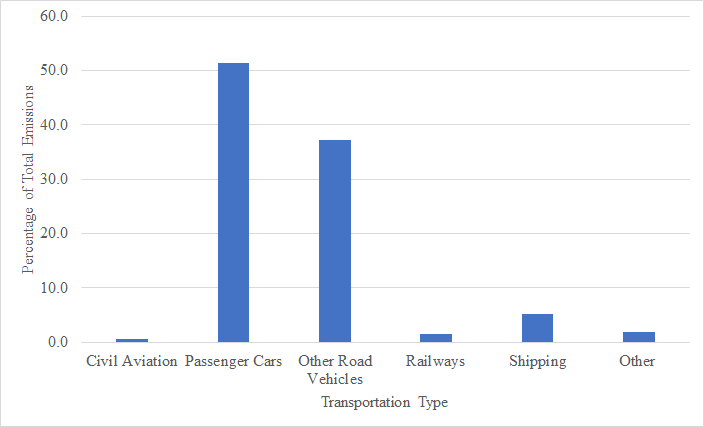 60.0
50.0
40.0
30.0
20.0
10.0
0.0
Percentage of Total Emissions
Civil Aviation
Passenger Cars
Other Road
Vehicles
Railways
Shipping
Other
Transportation Type